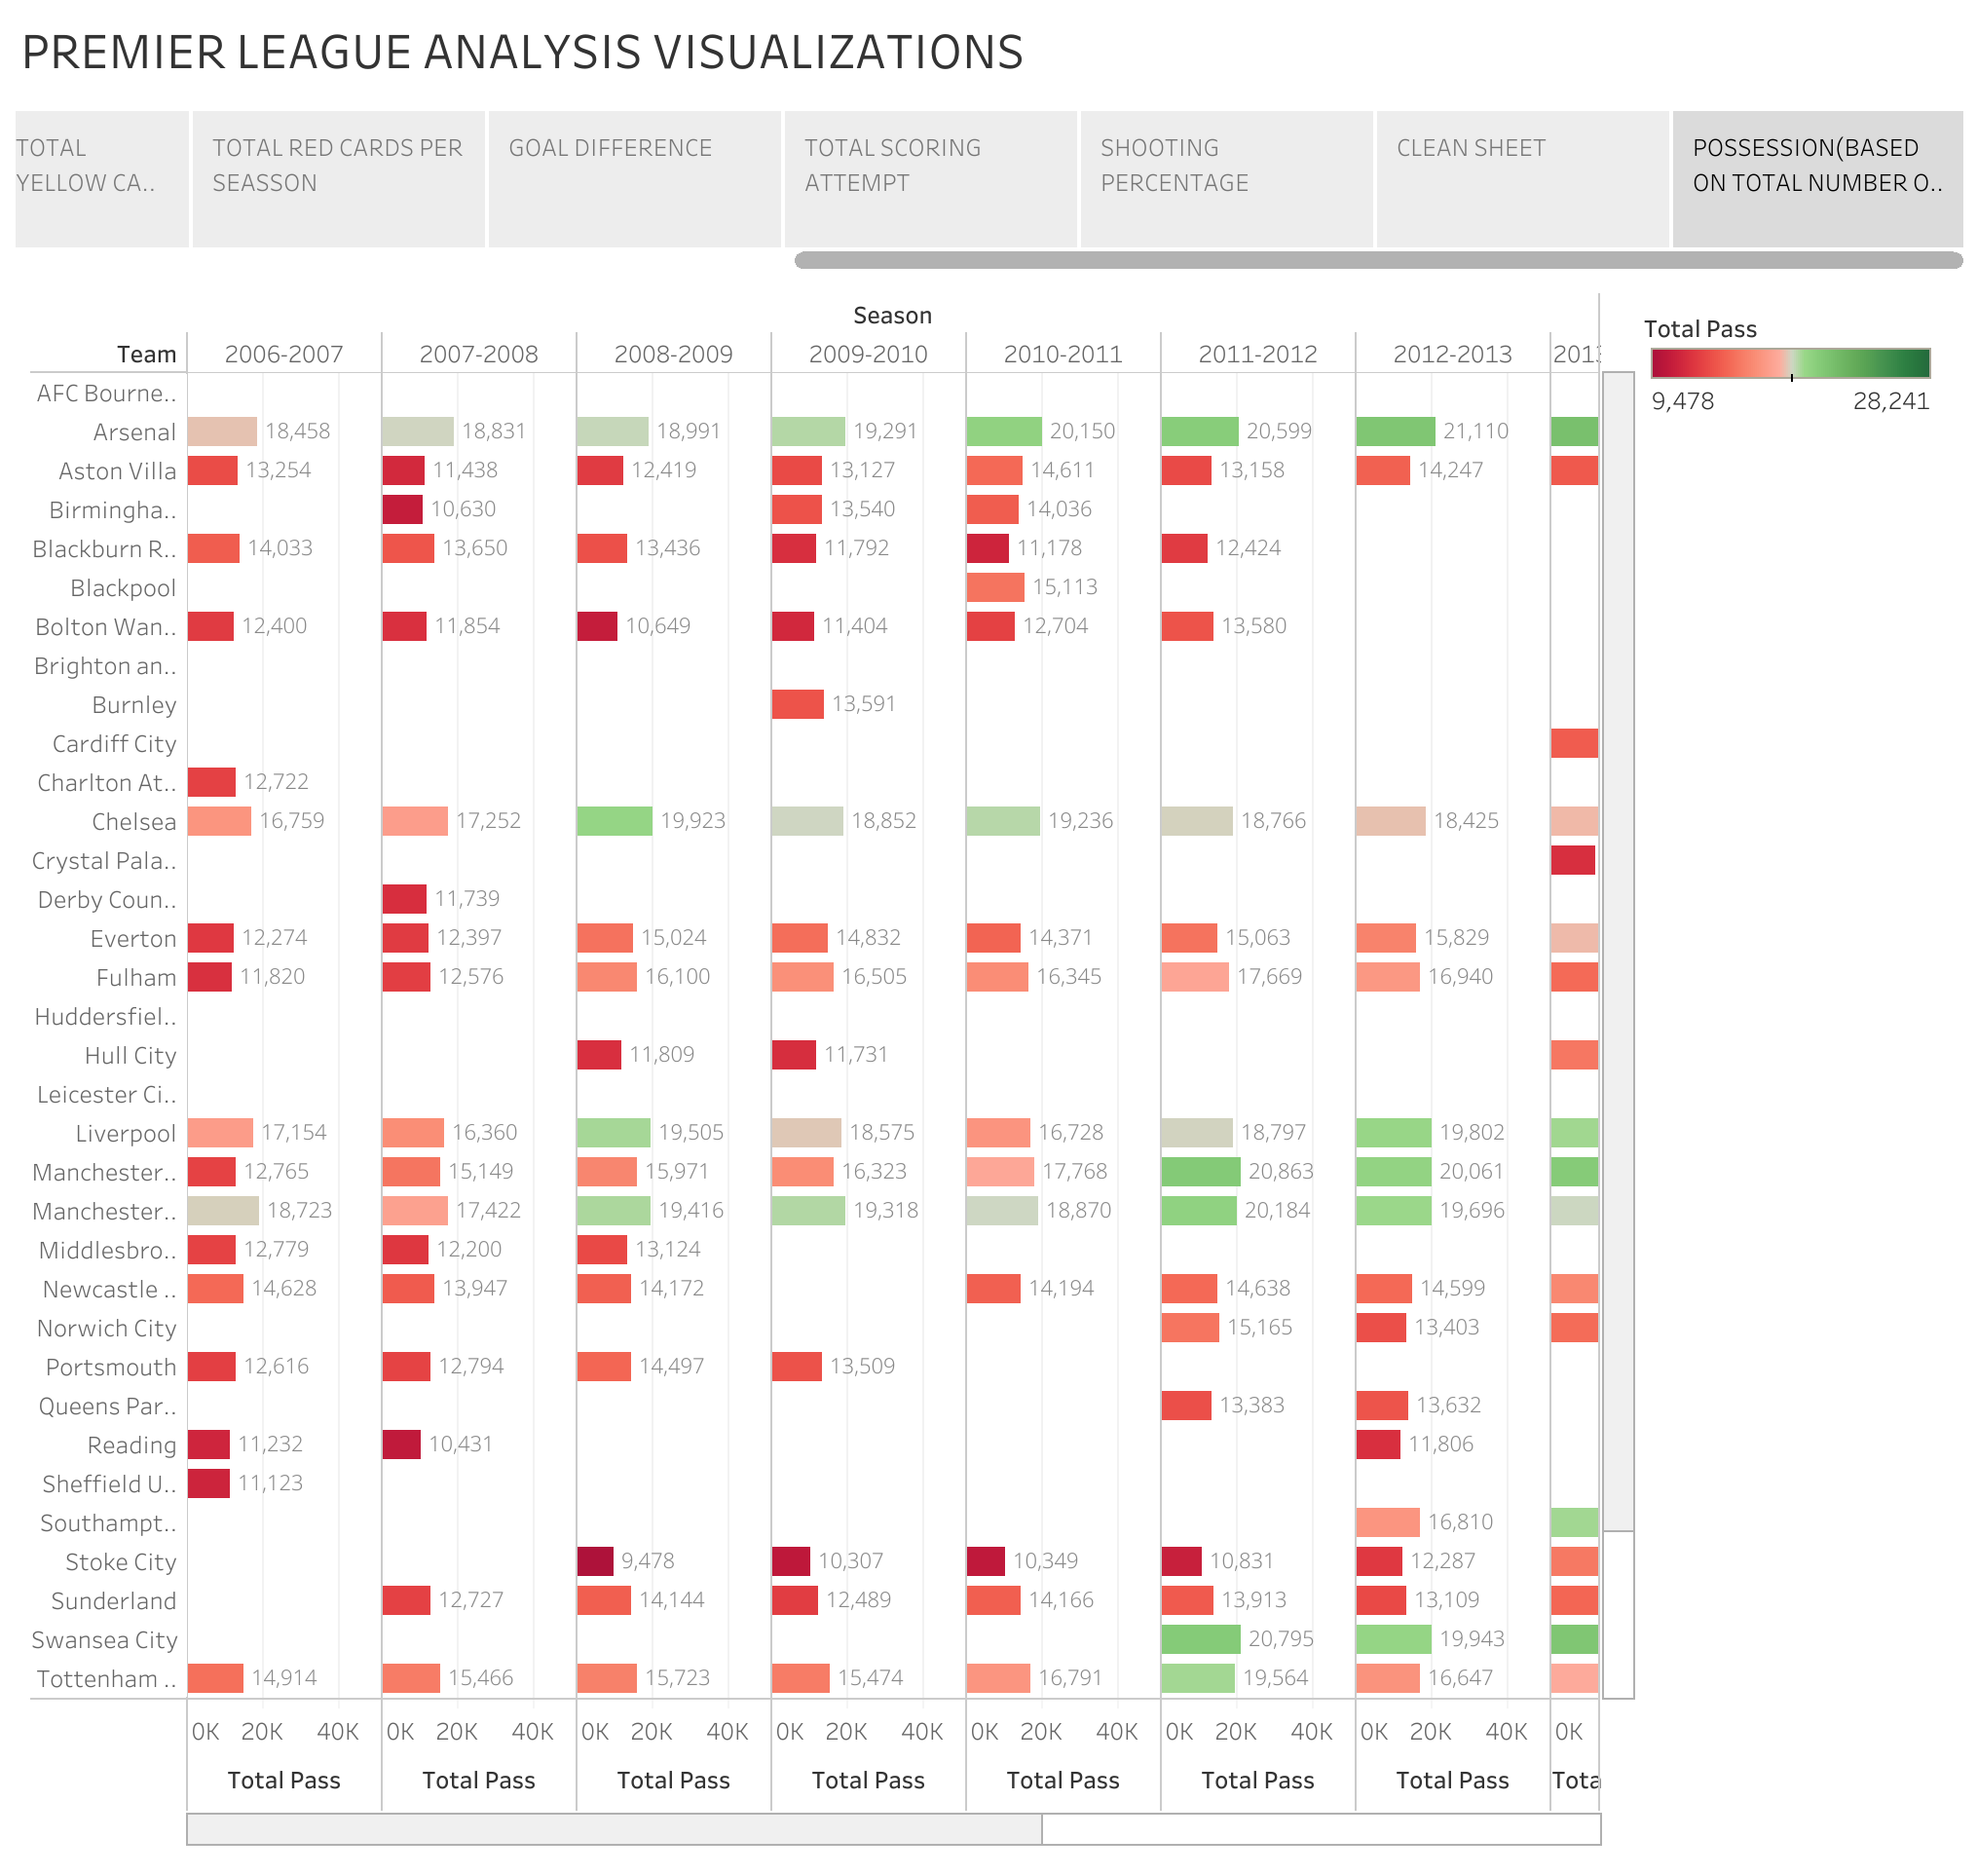 PREMIER LEAGUE ANALYSIS VISUALIZATIONS
TOTAL
YELLOW CA..
TOTAL RED CARDS PER
SEASSON
GOAL DIFFERENCE
TOTAL SCORING
ATTEMPT
SHOOTING
PERCENTAGE
CLEAN SHEET
POSSESSION(BASED
ON TOTAL NUMBER O..
Season
Team 2006-2007 2007-2008 2008-2009 2009-2010 2010-2011 2011-2012 2012-2013 201
AFC Bourne..
Arsenal 18,458 18,831 18,991 19,291 20,150 20,599 21,110
Aston Villa 13,254 11,438 12,419 13,127 14,611 13,158 14,247
Birmingha.. 10,630 13,540 14,036
Blackburn R.. 14,033 13,650 13,436 11,792 11,178 12,424
Blackpool 15,113
Bolton Wan.. 12,400 11,854 10,649 11,404 12,704 13,580
Brighton an..
Burnley 13,591
Cardiff City
Charlton At.. 12,722
Chelsea 16,759 17,252 19,923 18,852 19,236 18,766 18,425
Crystal Pala..
Derby Coun.. 11,739
Everton 12,274 12,397 15,024 14,832 14,371 15,063 15,829
Fulham 11,820 12,576 16,100 16,505 16,345 17,669 16,940
Huddersfiel..
Hull City 11,809 11,731
Leicester Ci..
Liverpool 17,154 16,360 19,505 18,575 16,728 18,797 19,802
Manchester.. 12,765 15,149 15,971 16,323 17,768 20,863 20,061
Manchester.. 18,723 17,422 19,416 19,318 18,870 20,184 19,696
Middlesbro.. 12,779 12,200 13,124
Newcastle .. 14,628 13,947 14,172 14,194 14,638 14,599
Norwich City 15,165 13,403
Portsmouth 12,616 12,794 14,497 13,509
Queens Par.. 13,383 13,632
Reading 11,232 10,431 11,806
Sheffield U.. 11,123
Southampt.. 16,810
Stoke City 9,478 10,307 10,349 10,831 12,287
Sunderland 12,727 14,144 12,489 14,166 13,913 13,109
Swansea City 20,795 19,943
Tottenham .. 14,914 15,466 15,723 15,474 16,791 19,564 16,647
0K 20K 40K 0K 20K 40K 0K 20K 40K 0K 20K 40K 0K 20K 40K 0K 20K 40K 0K 20K 40K 0K
Total Pass Total Pass Total Pass Total Pass Total Pass Total Pass Total Pass Tota
Total Pass
9,478 28,241